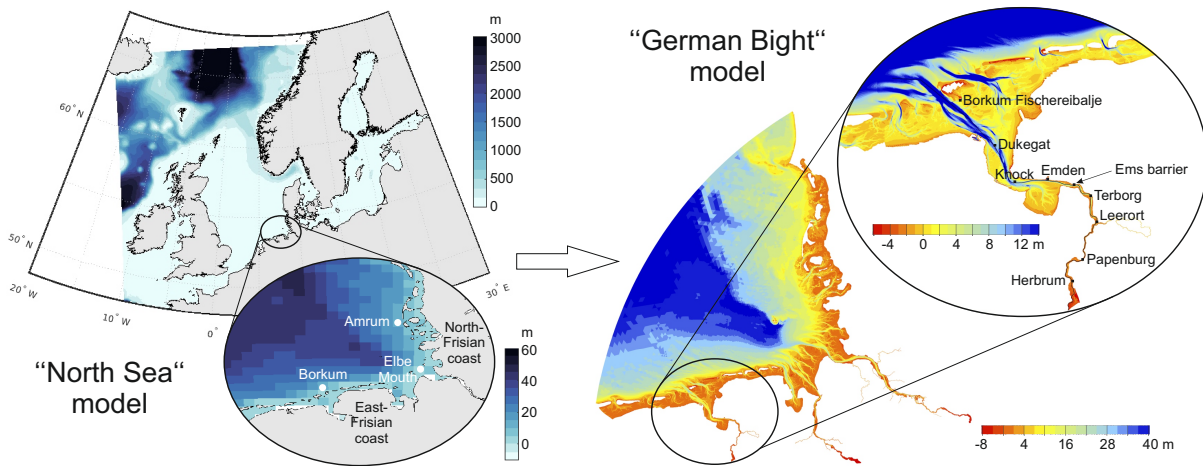 m
3000
2500
2000
1500
1000
500
0
60° N
50° N
20° W
10° W
0°
30° E
“North Sea“
model
Amrum
North-
Frisian
coast
Elbe
Mouth
Borkum
East-
Frisian
coast
m
60
40
20
0
“German Bight“
model
Borkum Fischereibalje
Dukegat
Knock
Emden
Ems barrier
Terborg
Leerort
Papenburg
Herbrum
-4 0 4 8 12 m
-8 4 16 28 40 m